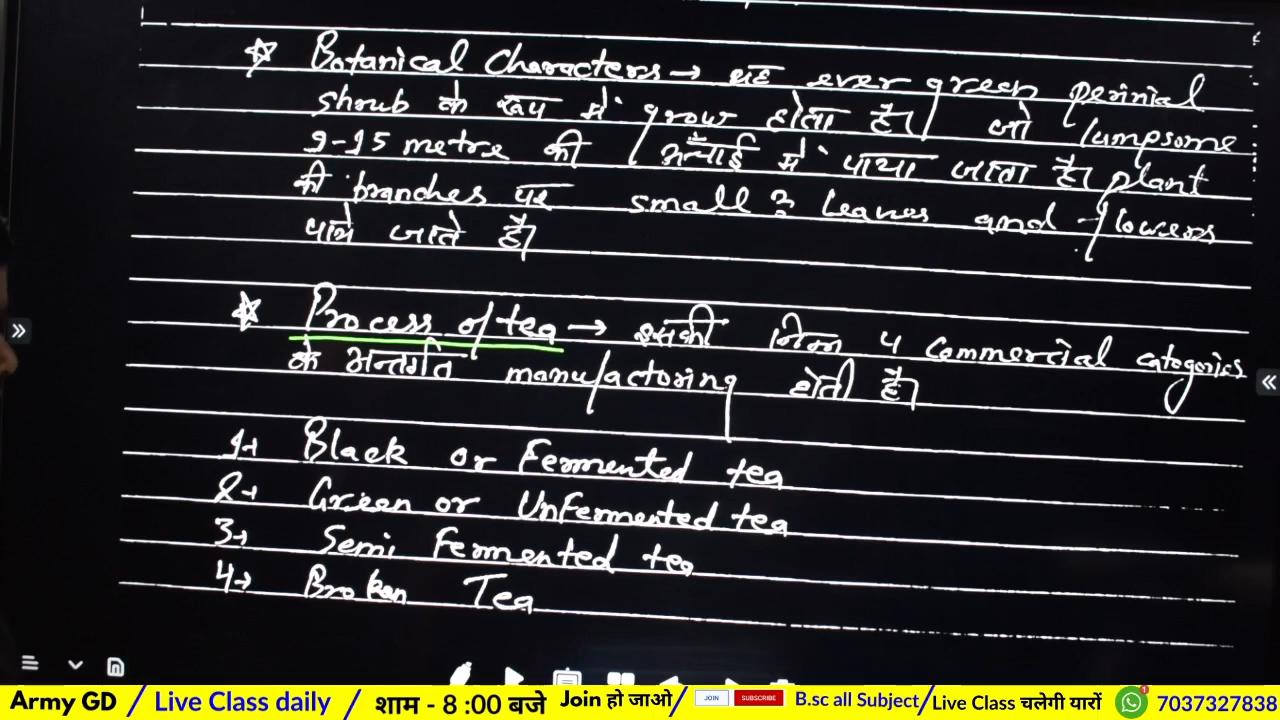 ☆ Botanical Characters → यह ever green perinial
shrub के रूप में grow होता है। जो lumpsome
9-15 metre की ऊँचाई में पाया जाता है। plant
की branches पर small 2 leaves and flowers
पाये जाते है।
☆ Process of tea → इसकी निम्न 4 Commercial categories
के अन्तर्गत manufactoring होती है।
1→ Black or Fermented tea
2→ Green or Unfermented tea
3→ Semi Fermented tea
4→ Broken Tea
Army GD / Live Class daily / शाम - 8 :00 बजे Join हो जाओ / JOIN SUBSCRIBE B.sc all Subject / Live Class चलेगी यारों 1 7037327838